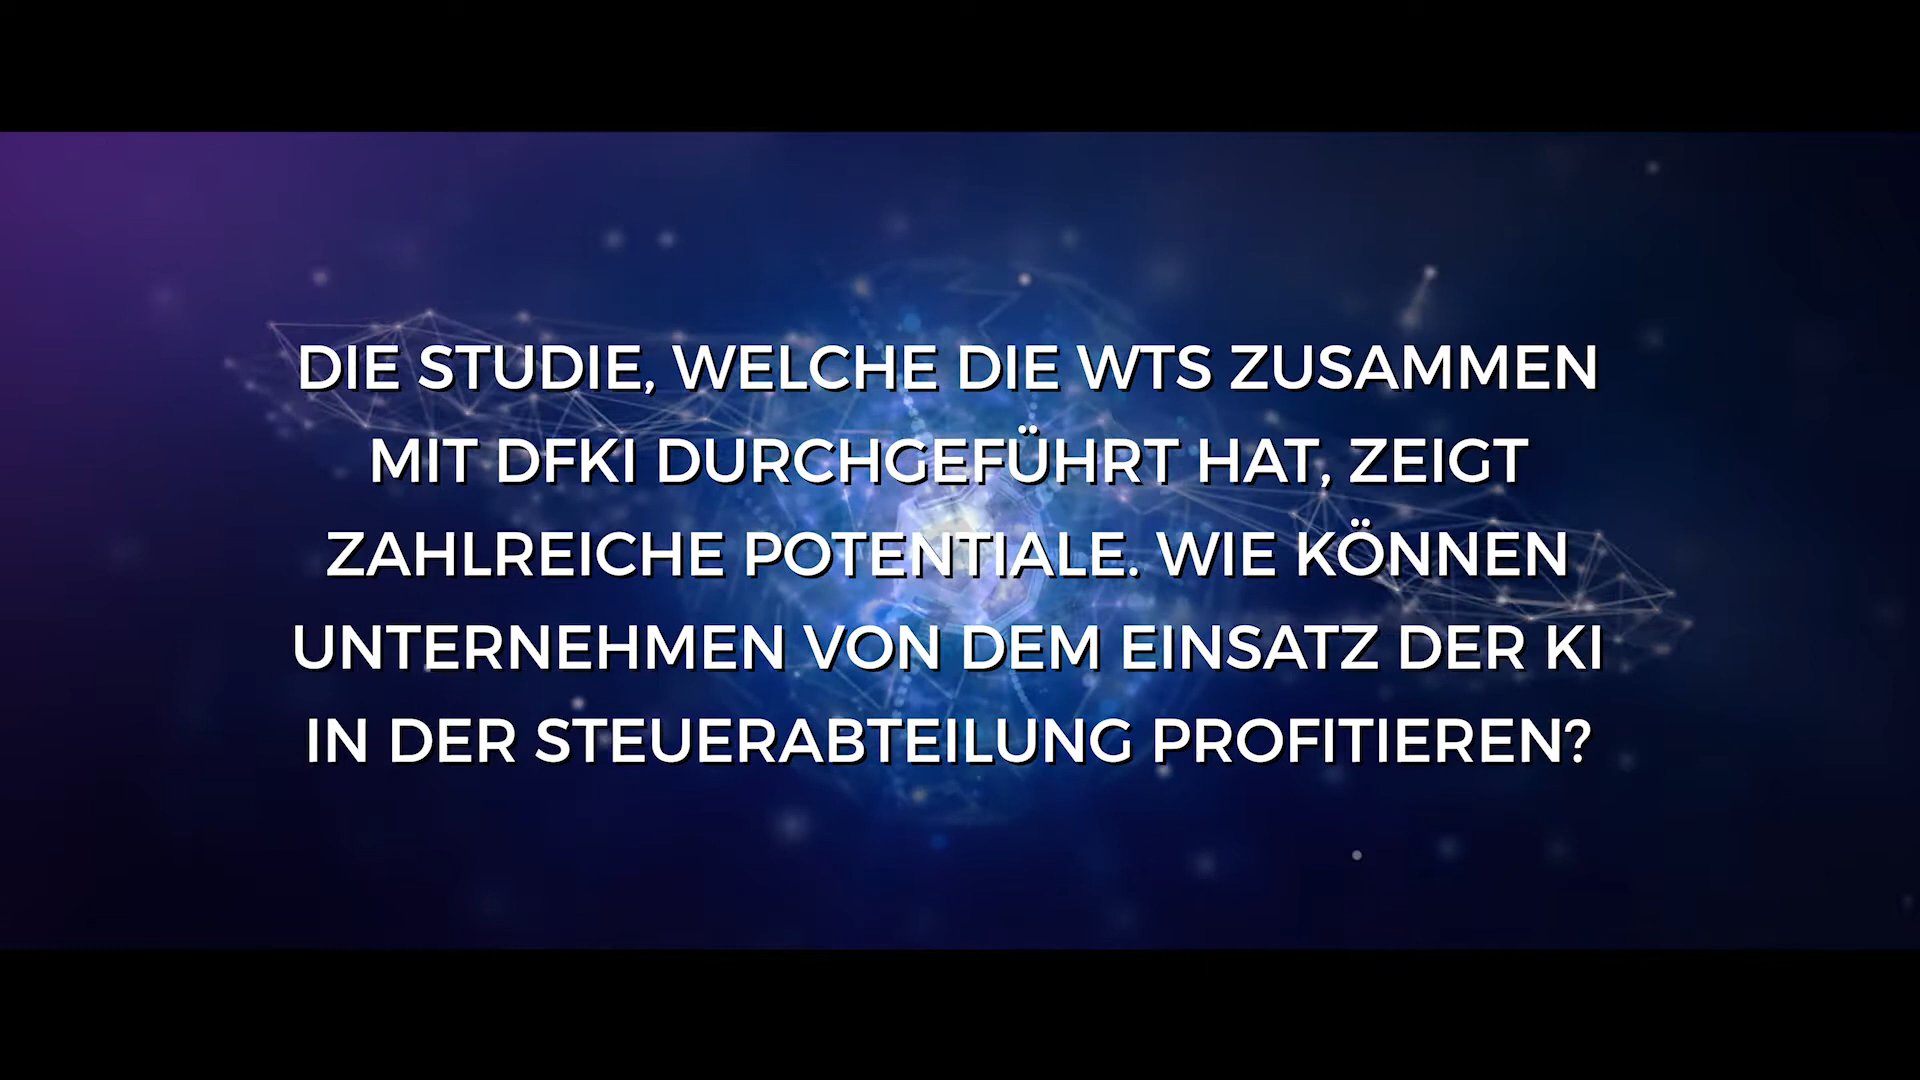 DIE STUDIE, WELCHE DIE WTS ZUSAMMEN
MIT DFKI DURCHGEFÜHRT HAT, ZEIGT
ZAHLREICHE POTENTIALE. WIE KÖNNEN
UNTERNEHMEN VON DEM EINSATZ DER KI
IN DER STEUERABTEILUNG PROFITIEREN?